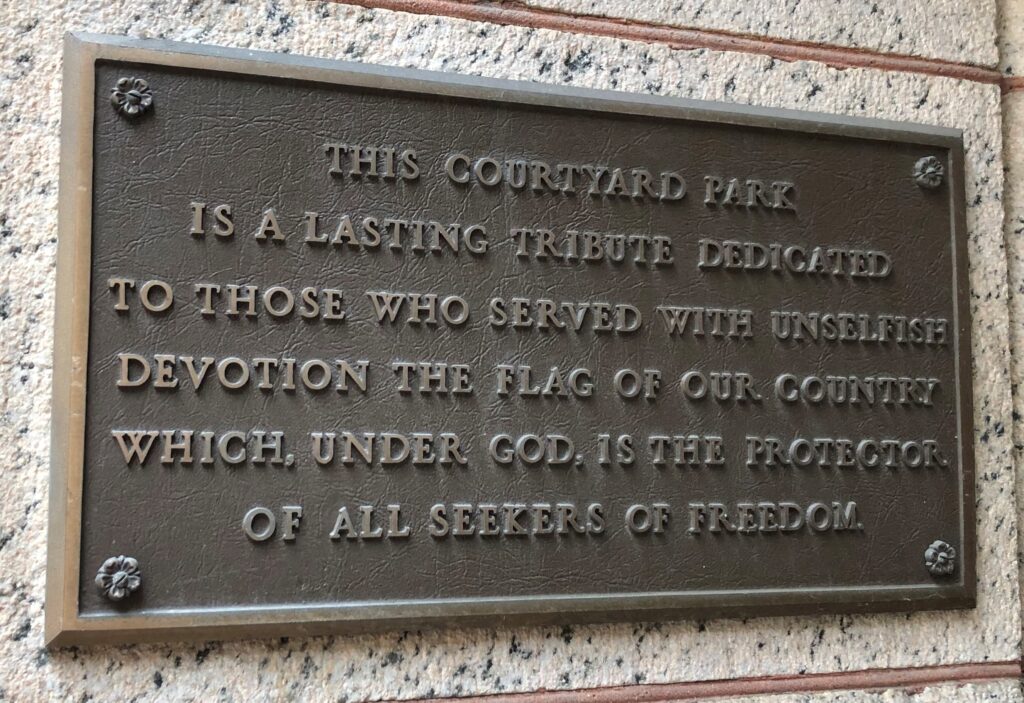 THIS COURTYARD PARK
IS A LASTING TRIBUTE DEDICATED
TO THOSE WHO SERVED WITH UNSELFISH
DEVOTION THE FLAG OF OUR COUNTRY
WHICH, UNDER GOD, IS THE PROTECTOR
OF ALL SEEKERS OF FREEDOM.